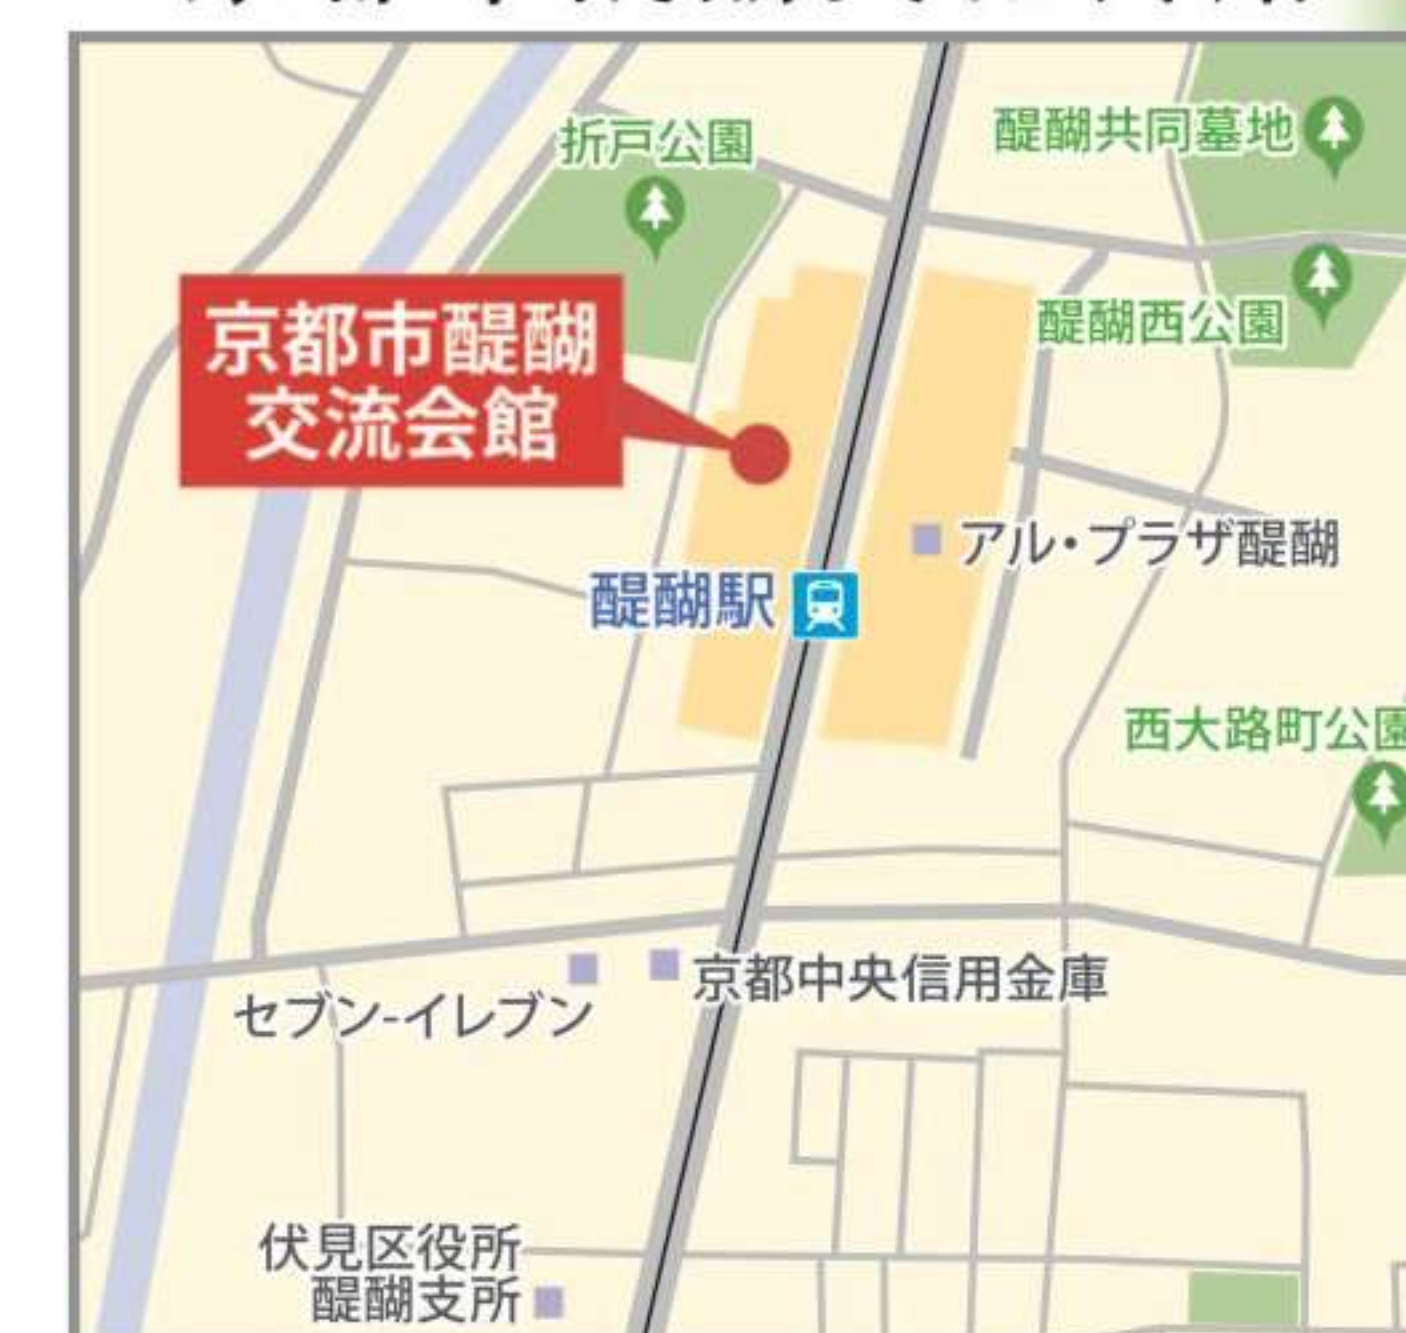 折戸公園
醍醐共同墓地
京都市醍醐
交流会館
醍醐西公園
アル・プラザ醍醐
醍醐駅
西大路町公園
京都中央信用金庫
セブン-イレブン
伏見区役所
醍醐支所